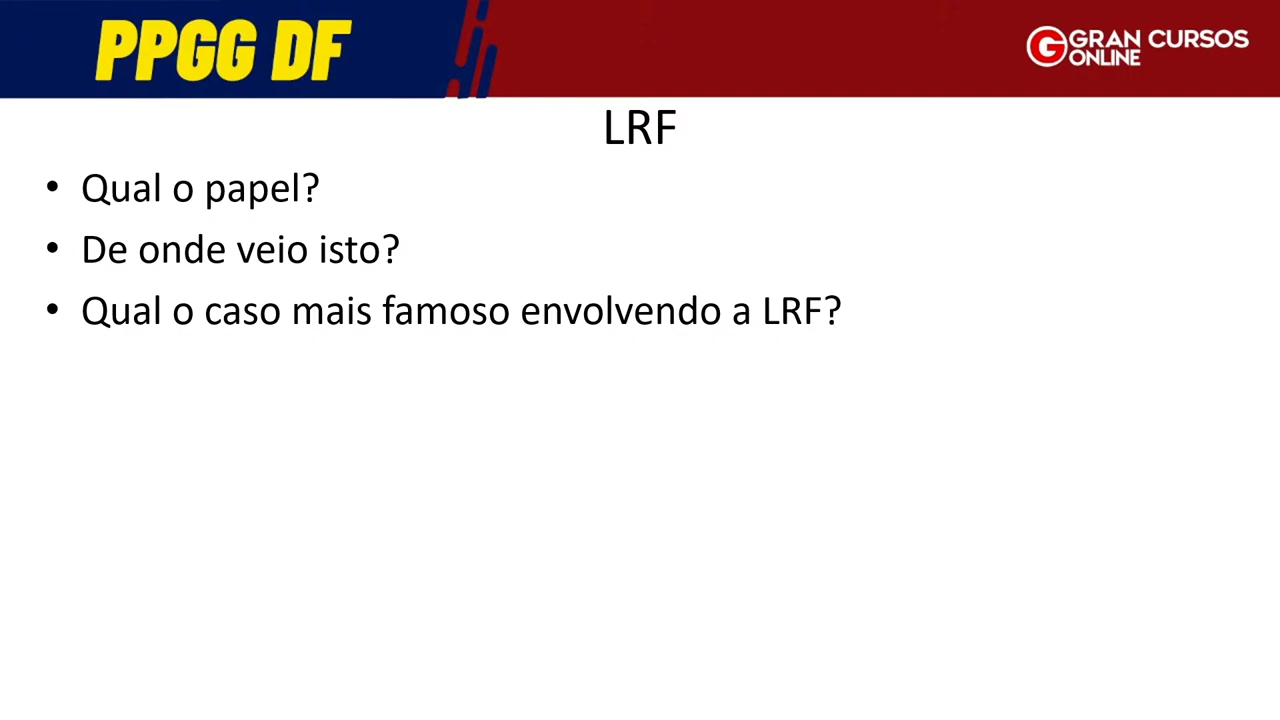 PPGG DF
GRAN CURSOS
ONLINE
LRF
• Qual o papel?
• De onde veio isto?
• Qual o caso mais famoso envolvendo a LRF?